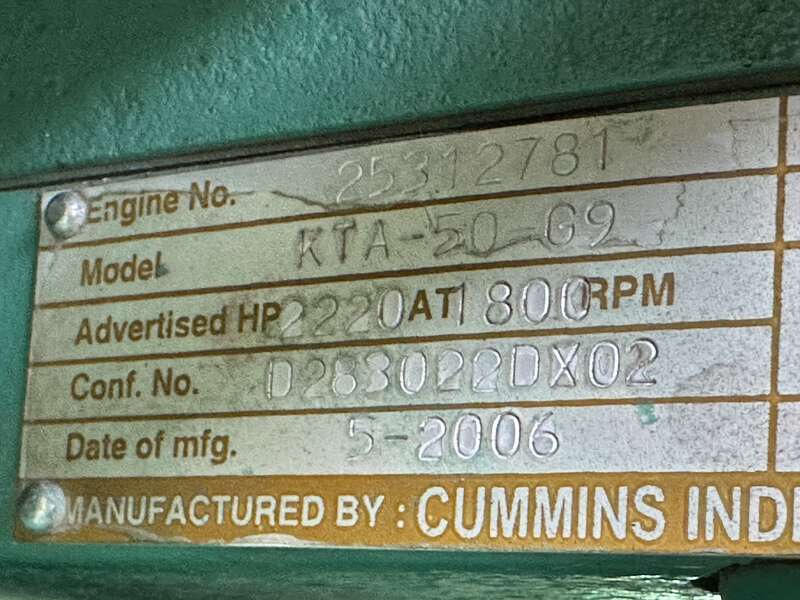 Engine No. 25312781
Model KTA-50-G9
Advertised HP 2220 AT 1800 RPM
Conf. No. D283022DX02
Date of mfg. 5-2006
MANUFACTURED BY : CUMMINS INDI